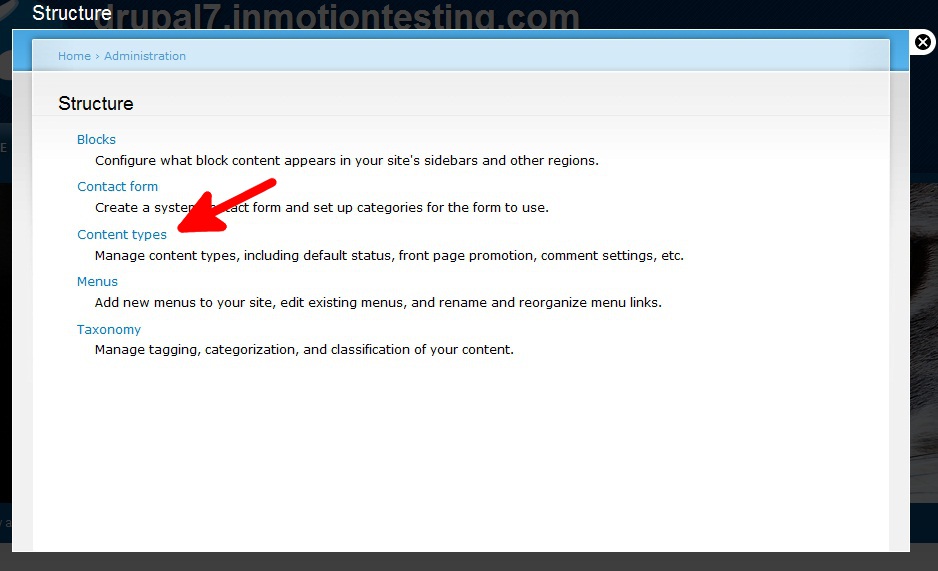 Structure
drupal7.inmotiontesting.com
Home › Administration
Structure
Blocks
Configure what block content appears in your site's sidebars and other regions.
Contact form
Create a system contact form and set up categories for the form to use.
Content types
Manage content types, including default status, front page promotion, comment settings, etc.
Menus
Add new menus to your site, edit existing menus, and rename and reorganize menu links.
Taxonomy
Manage tagging, categorization, and classification of your content.